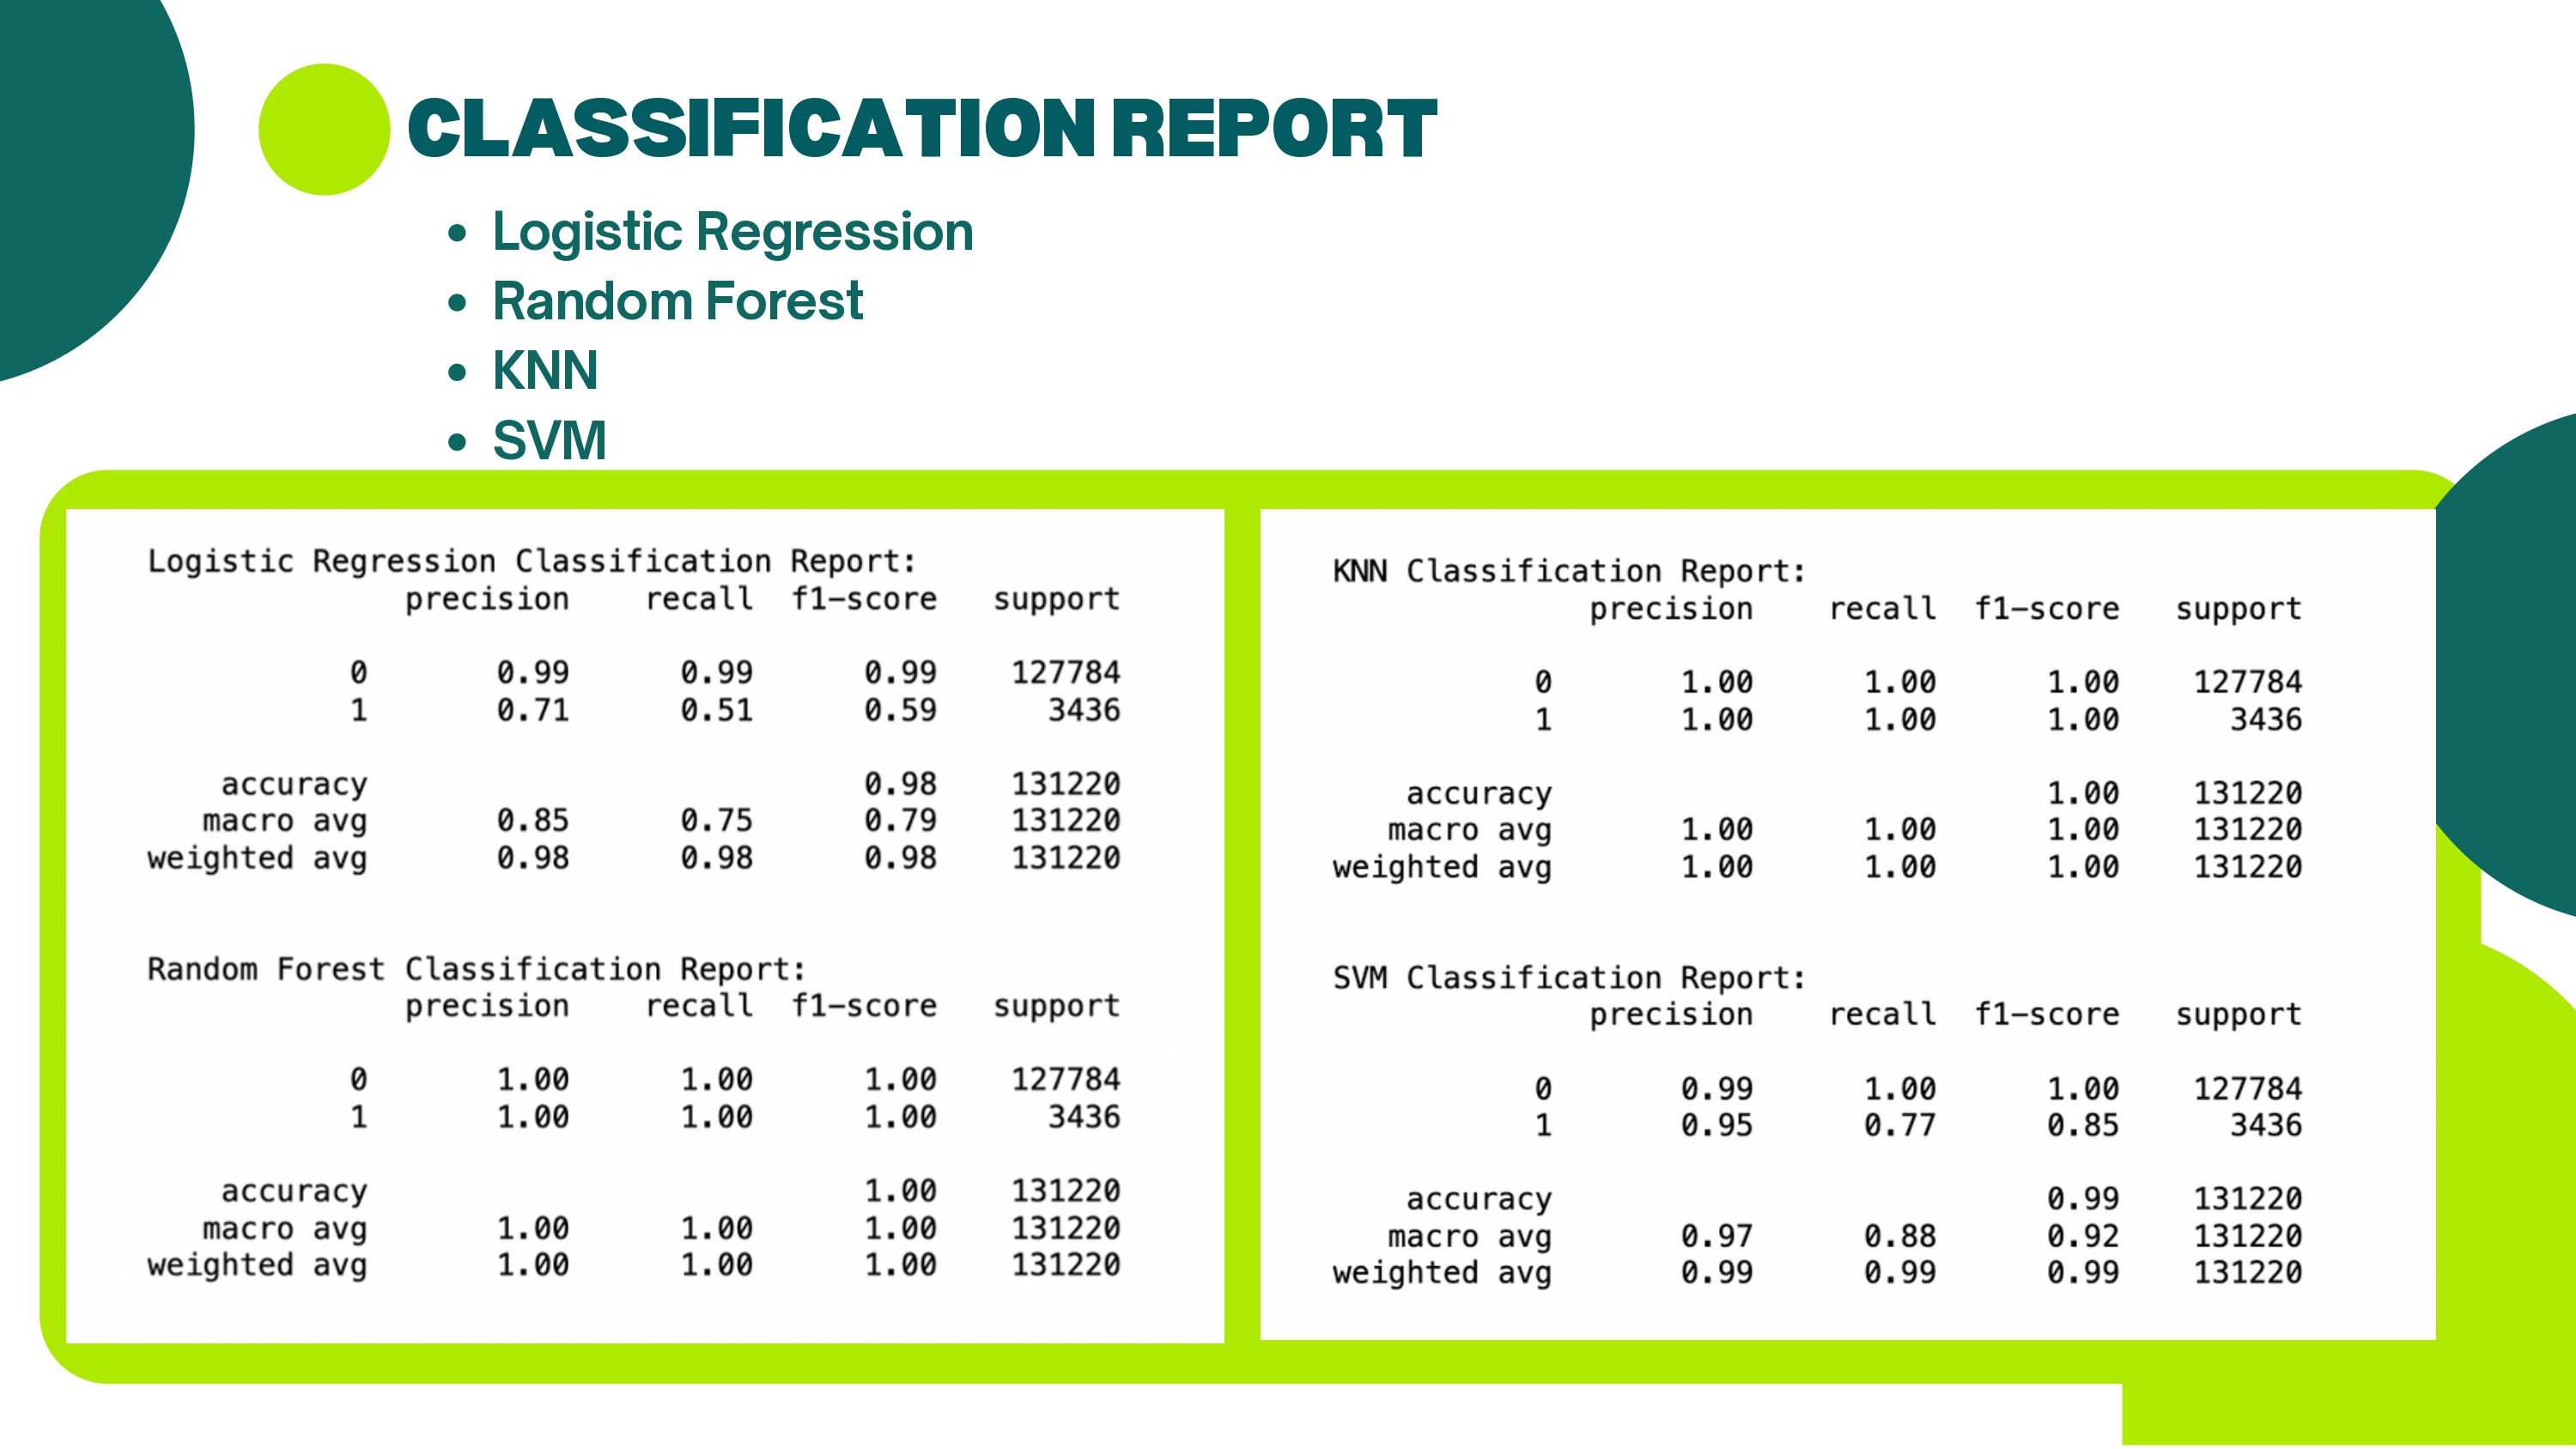 CLASSIFICATION REPORT
• Logistic Regression
• Random Forest
• KNN
• SVM
Logistic Regression Classification Report:
precision recall f1-score support
0 0.99 0.99 0.99 127784
1 0.71 0.51 0.59 3436
accuracy 0.98 131220
macro avg 0.85 0.75 0.79 131220
weighted avg 0.98 0.98 0.98 131220
Random Forest Classification Report:
precision recall f1-score support
0 1.00 1.00 1.00 127784
1 1.00 1.00 1.00 3436
accuracy 1.00 131220
macro avg 1.00 1.00 1.00 131220
weighted avg 1.00 1.00 1.00 131220
KNN Classification Report:
precision recall f1-score support
0 1.00 1.00 1.00 127784
1 1.00 1.00 1.00 3436
accuracy 1.00 131220
macro avg 1.00 1.00 1.00 131220
weighted avg 1.00 1.00 1.00 131220
SVM Classification Report:
precision recall f1-score support
0 0.99 1.00 1.00 127784
1 0.95 0.77 0.85 3436
accuracy 0.99 131220
macro avg 0.97 0.88 0.92 131220
weighted avg 0.99 0.99 0.99 131220